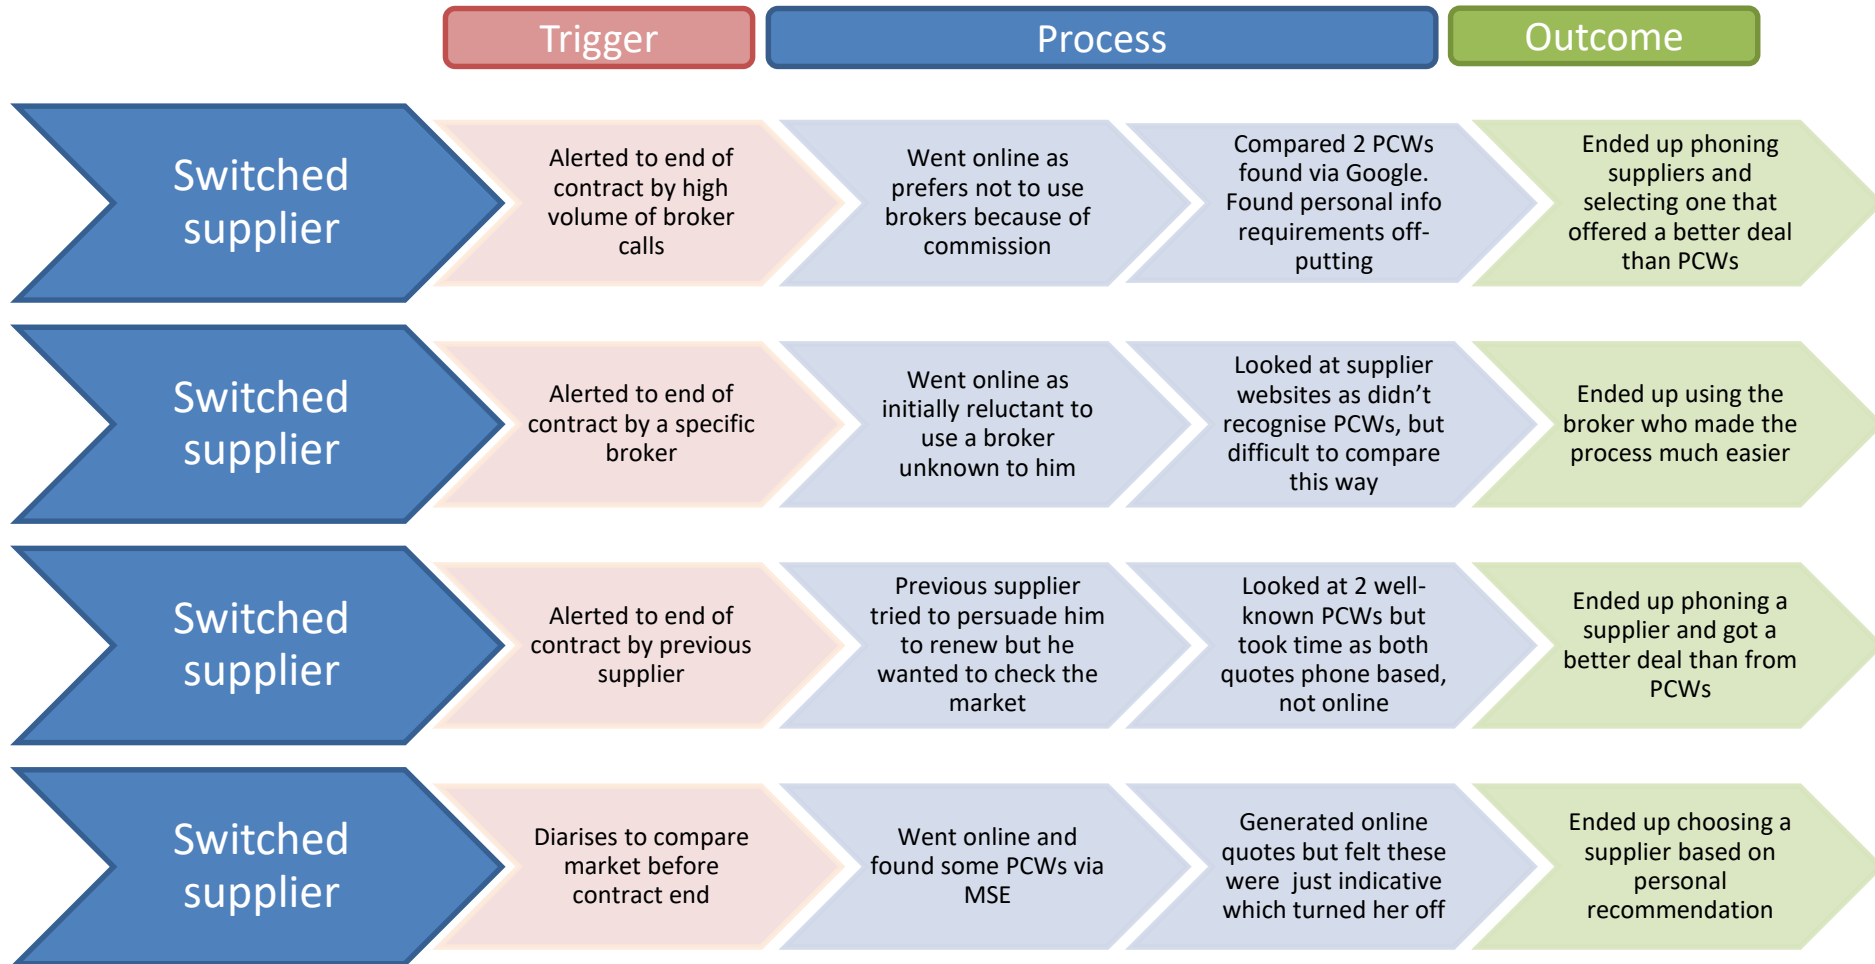 Trigger
Process
Outcome
Switched
supplier
Alerted to end of
contract by high
volume of broker
calls
Went online as
prefers not to use
brokers because of
commission
Compared 2 PCWs
found via Google.
Found personal info
requirements off-
putting
Ended up phoning
suppliers and
selecting one that
offered a better deal
than PCWs
Switched
supplier
Alerted to end of
contract by a specific
broker
Went online as
initially reluctant to
use a broker
unknown to him
Looked at supplier
websites as didn’t
recognise PCWs, but
difficult to compare
this way
Ended up using the
broker who made the
process much easier
Switched
supplier
Alerted to end of
contract by previous
supplier
Previous supplier
tried to persuade him
to renew but he
wanted to check the
market
Looked at 2 well-
known PCWs but
took time as both
quotes phone based,
not online
Ended up phoning a
supplier and got a
better deal than from
PCWs
Switched
supplier
Diarises to compare
market before
contract end
Went online and
found some PCWs via
MSE
Generated online
quotes but felt these
were  just indicative
which turned her off
Ended up choosing a
supplier based on
personal
recommendation